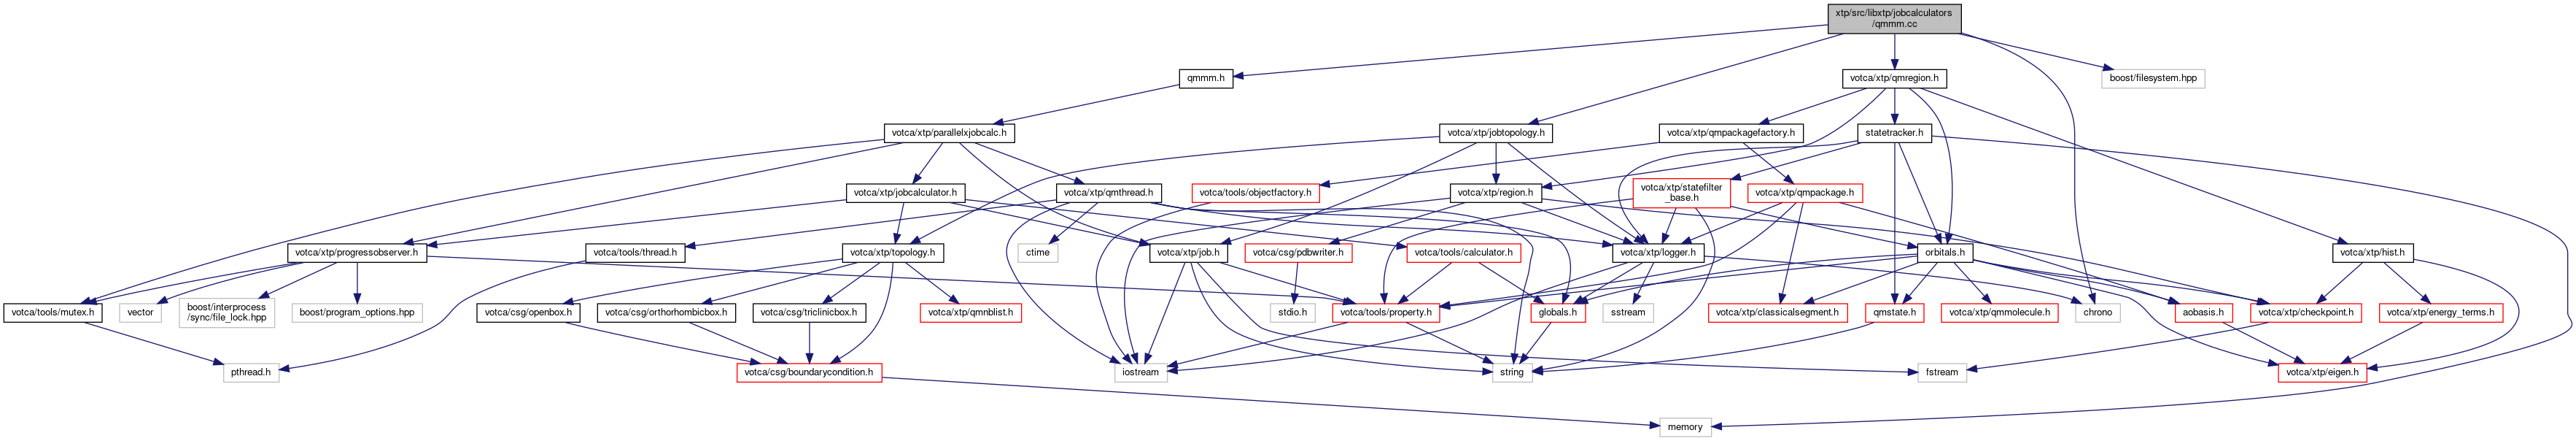 xtp/src/libxtp/jobcalculators
/qmmm.cc
qmmm.h
votca/xtp/qmregion.h
boost/filesystem.hpp
votca/xtp/parallelxjobcalc.h
votca/xtp/jobtopology.h
votca/xtp/qmpackagefactory.h
statetracker.h
votca/xtp/jobcalculator.h
votca/xtp/qmthread.h
votca/tools/objectfactory.h
votca/xtp/region.h
votca/xtp/statefilter
_base.h
votca/xtp/qmpackage.h
votca/xtp/progressobserver.h
votca/tools/thread.h
ctime
votca/xtp/topology.h
votca/xtp/job.h
votca/csg/pdbwriter.h
votca/tools/calculator.h
votca/xtp/logger.h
orbitals.h
votca/xtp/hist.h
votca/tools/mutex.h
vector
boost/interprocess
/sync/file_lock.hpp
boost/program_options.hpp
votca/csg/openbox.h
votca/csg/orthorhombicbox.h
votca/csg/triclinicbox.h
votca/xtp/qmnblist.h
stdio.h
votca/tools/property.h
globals.h
sstream
votca/xtp/classicalsegment.h
qmstate.h
votca/xtp/qmmolecule.h
chrono
aobasis.h
votca/xtp/checkpoint.h
votca/xtp/energy_terms.h
pthread.h
votca/csg/boundarycondition.h
iostream
string
fstream
votca/xtp/eigen.h
memory